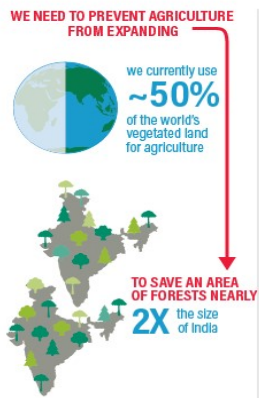 WE NEED TO PREVENT AGRICULTURE
FROM EXPANDING
we currently use
~50%
of the world's
vegetated land
for agriculture
TO SAVE AN AREA
OF FORESTS NEARLY
2X the size
of India